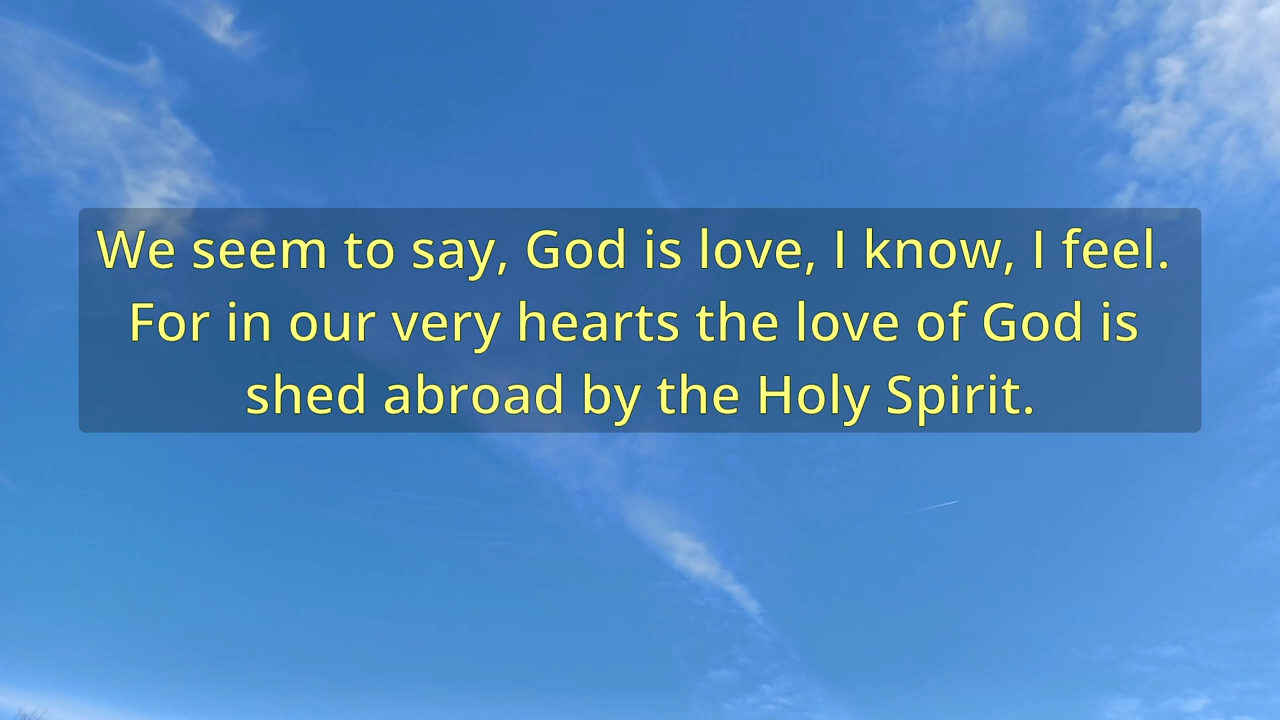 We seem to say, God is love, I know, I feel.
For in our very hearts the love of God is
shed abroad by the Holy Spirit.